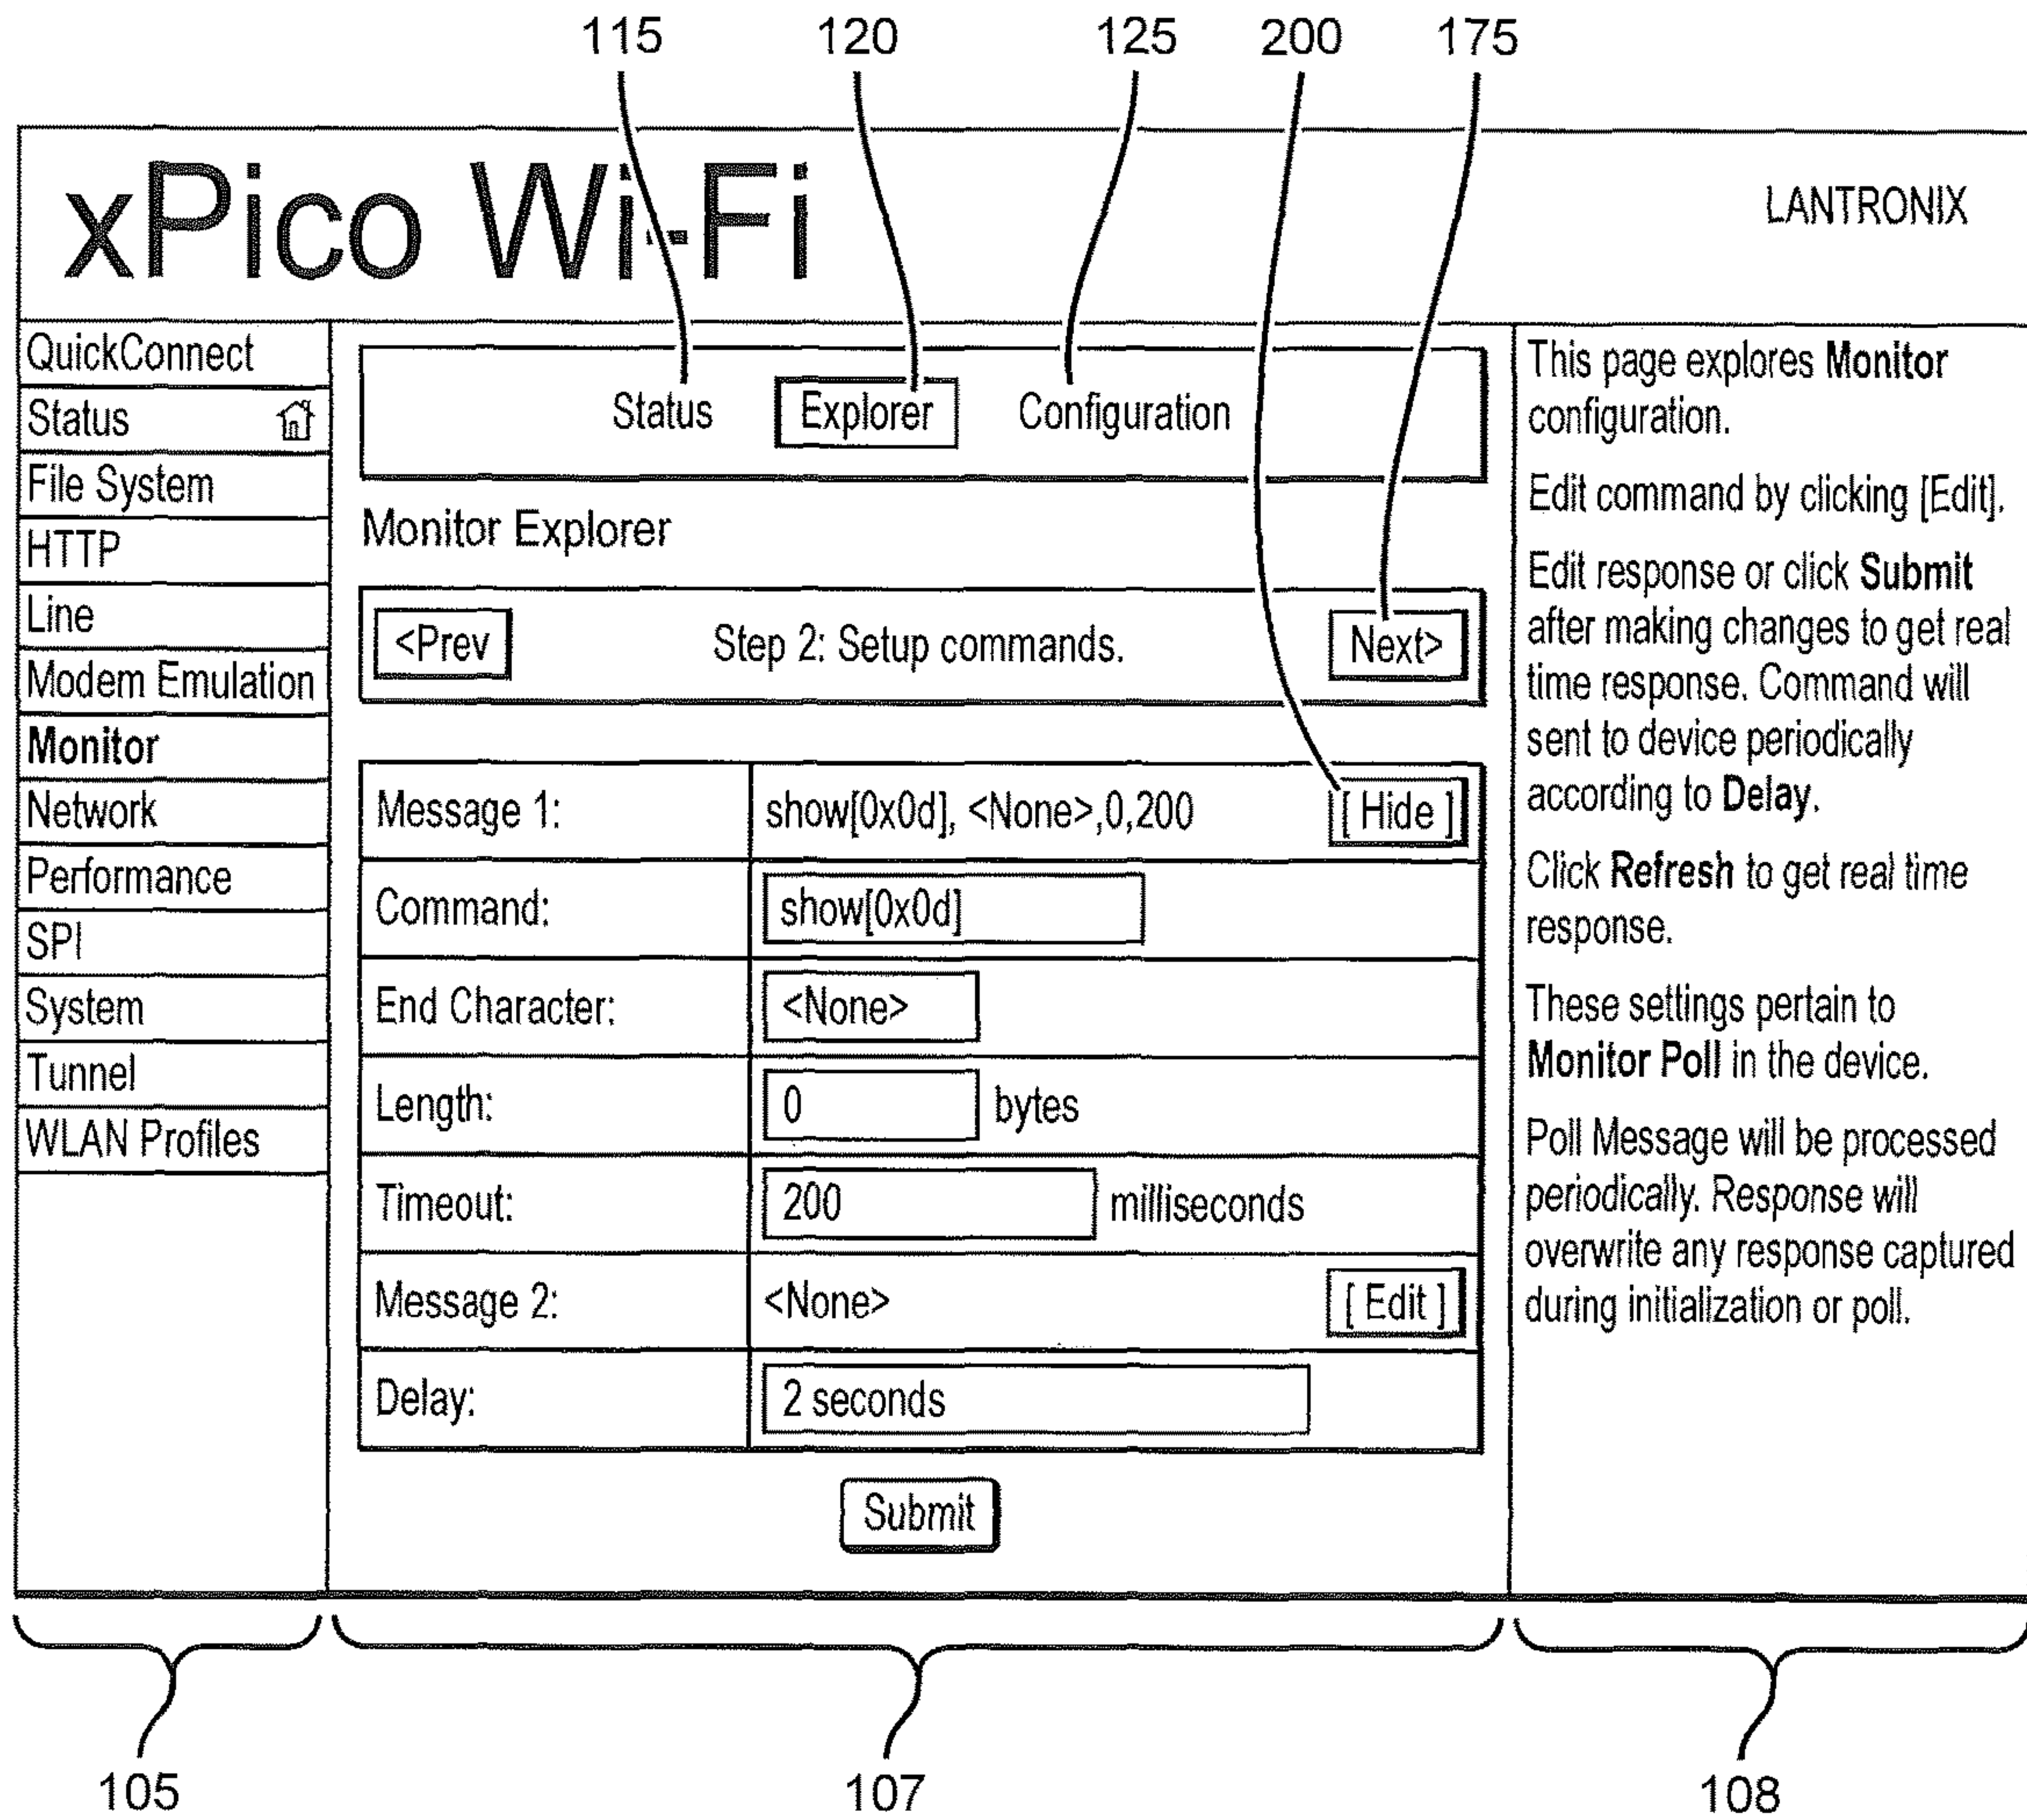 115 120 125 200 175
xPico Wi-Fi
LANTRONIX
QuickConnect
Status
File System
HTTP
Line
Modem Emulation
Monitor
Network
Performance
SPI
System
Tunnel
WLAN Profiles
Status Explorer Configuration
Monitor Explorer
<Prev Step 2: Setup commands. Next>
Message 1: show[0x0d], <None>,0,200 [ Hide ]
Command: show[0x0d]
End Character: <None>
Length: 0 bytes
Timeout: 200 milliseconds
Message 2: <None> [ Edit ]
Delay: 2 seconds
Submit
This page explores Monitor
configuration.
Edit command by clicking [Edit].
Edit response or click Submit
after making changes to get real
time response. Command will
sent to device periodically
according to Delay.
Click Refresh to get real time
response.
These settings pertain to
Monitor Poll in the device.
Poll Message will be processed
periodically. Response will
overwrite any response captured
during initialization or poll.
105 107 108